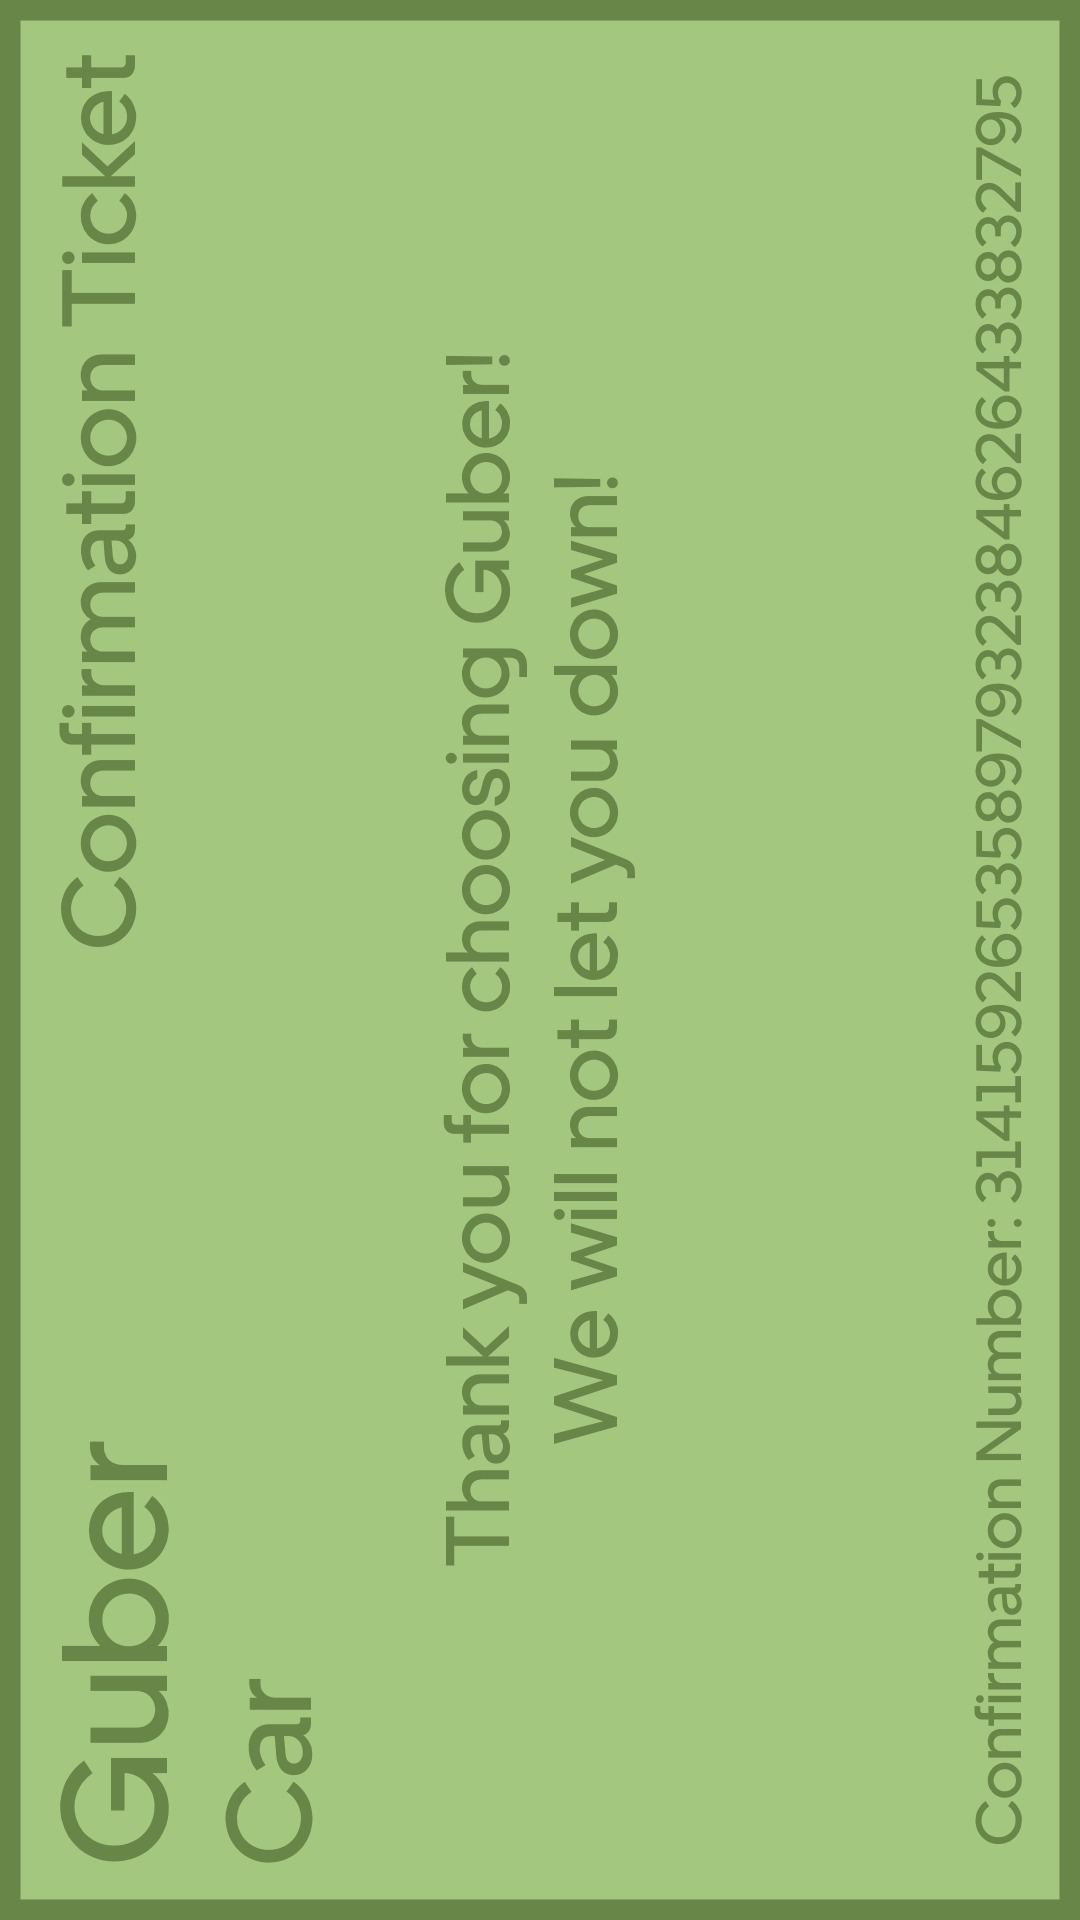 Guber
Confirmation Ticket
Car
Thank you for choosing Guber!
We will not let you down!
Confirmation Number: 31415926535897932384626433832795